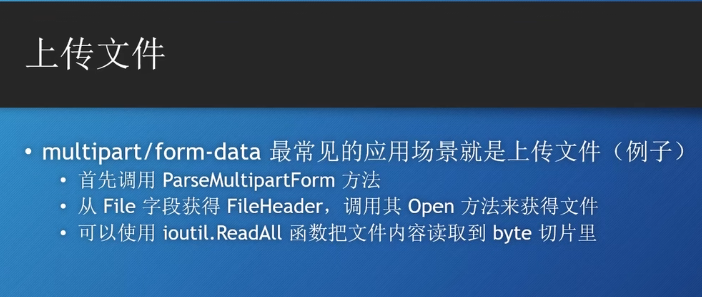 上传文件
• multipart/form-data 最常见的应用场景就是上传文件（例子）
• 首先调用 ParseMultipartForm 方法
• 从 File 字段获得 FileHeader，调用其 Open 方法来获得文件
• 可以使用 ioutil.ReadAll 函数把文件内容读取到 byte 切片里